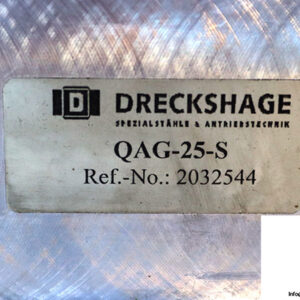 D DRECKSHAGE
SPEZIALSTÄHLE & ANTRIEBSTECHNIK
QAG-25-S
Ref.-No.: 2032544